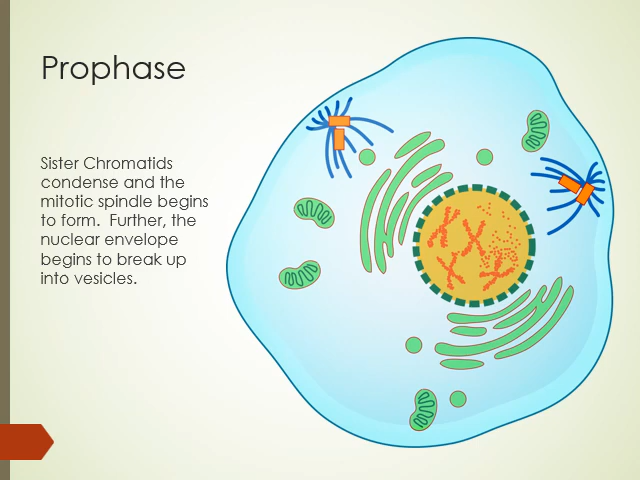 Prophase
Sister Chromatids
condense and the
mitotic spindle begins
to form.  Further, the
nuclear envelope
begins to break up
into vesicles.